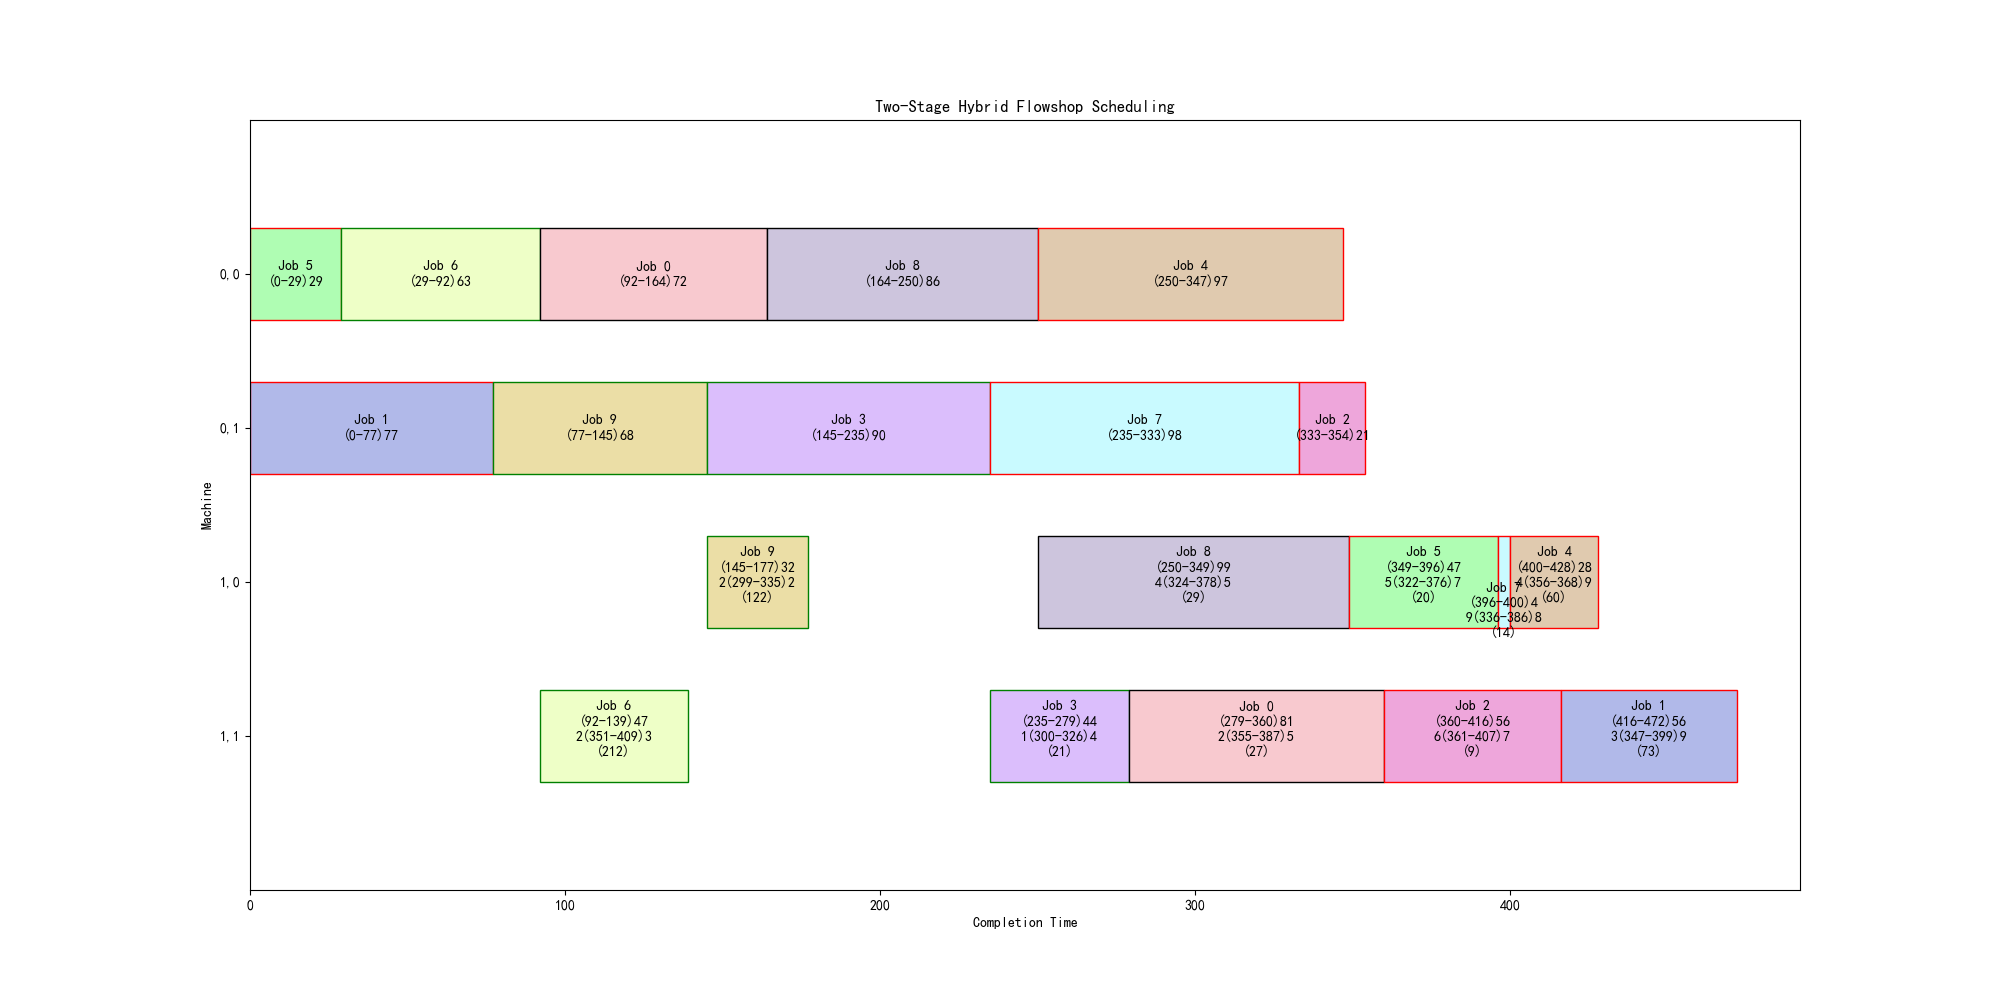 Two-Stage Hybrid Flowshop Scheduling
Machine
0,0
Job 5
(0-29)29
Job 6
(29-92)63
Job 0
(92-164)72
Job 8
(164-250)86
Job 4
(250-347)97
0,1
Job 1
(0-77)77
Job 9
(77-145)68
Job 3
(145-235)90
Job 7
(235-333)98
Job 2
(333-354)21
1,0
Job 9
(145-177)32
2(299-335)2
(122)
Job 8
(250-349)99
4(324-378)5
(29)
Job 5
(349-396)47
5(322-376)7
(20)
Job 7
(396-400)4
9(336-386)8
(14)
Job 4
(400-428)28
4(356-368)9
(60)
1,1
Job 6
(92-139)47
2(351-409)3
(212)
Job 3
(235-279)44
1(300-326)4
(21)
Job 0
(279-360)81
2(355-387)5
(27)
Job 2
(360-416)56
6(361-407)7
(9)
Job 1
(416-472)56
3(347-399)9
(73)
0
100
200
300
400
Completion Time